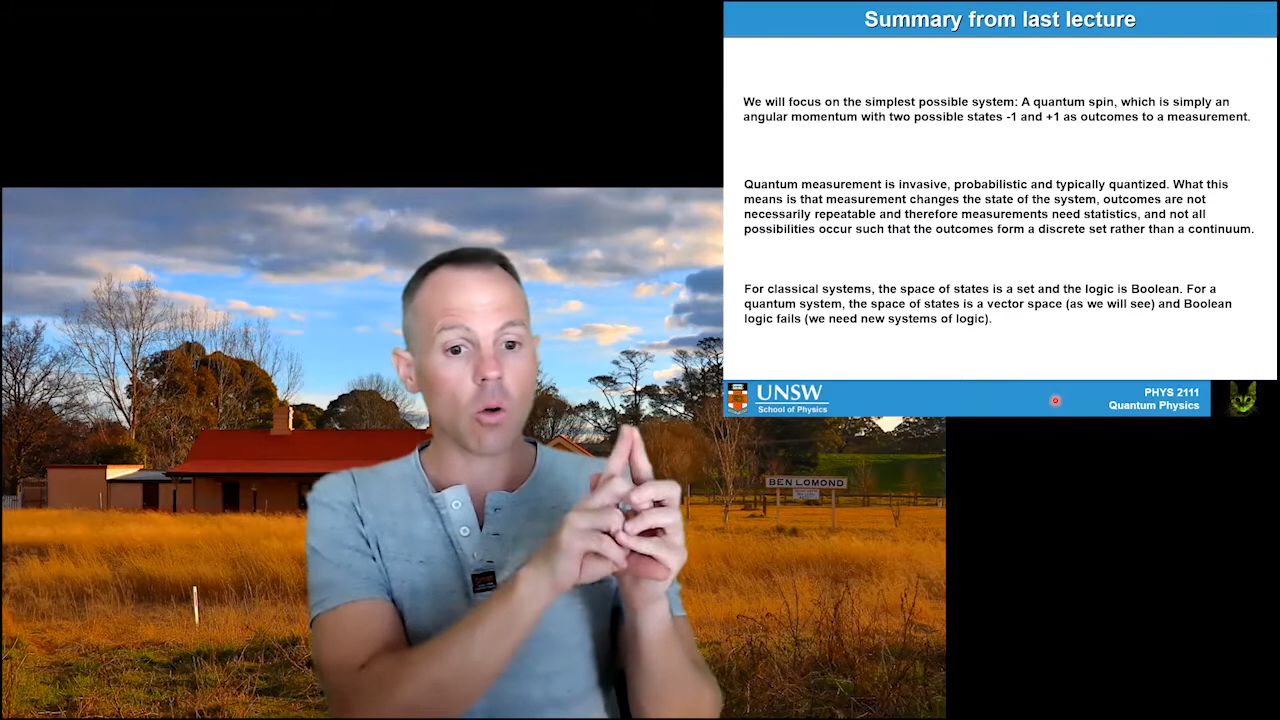 Summary from last lecture
We will focus on the simplest possible system: A quantum spin, which is simply an
angular momentum with two possible states -1 and +1 as outcomes to a measurement.
Quantum measurement is invasive, probabilistic and typically quantized. What this
means is that measurement changes the state of the system, outcomes are not
necessarily repeatable and therefore measurements need statistics, and not all
possibilities occur such that the outcomes form a discrete set rather than a continuum.
For classical systems, the space of states is a set and the logic is Boolean. For a
quantum system, the space of states is a vector space (as we will see) and Boolean
logic fails (we need new systems of logic).
UNSW
School of Physics
PHYS 2111
Quantum Physics
BEN LOMOND